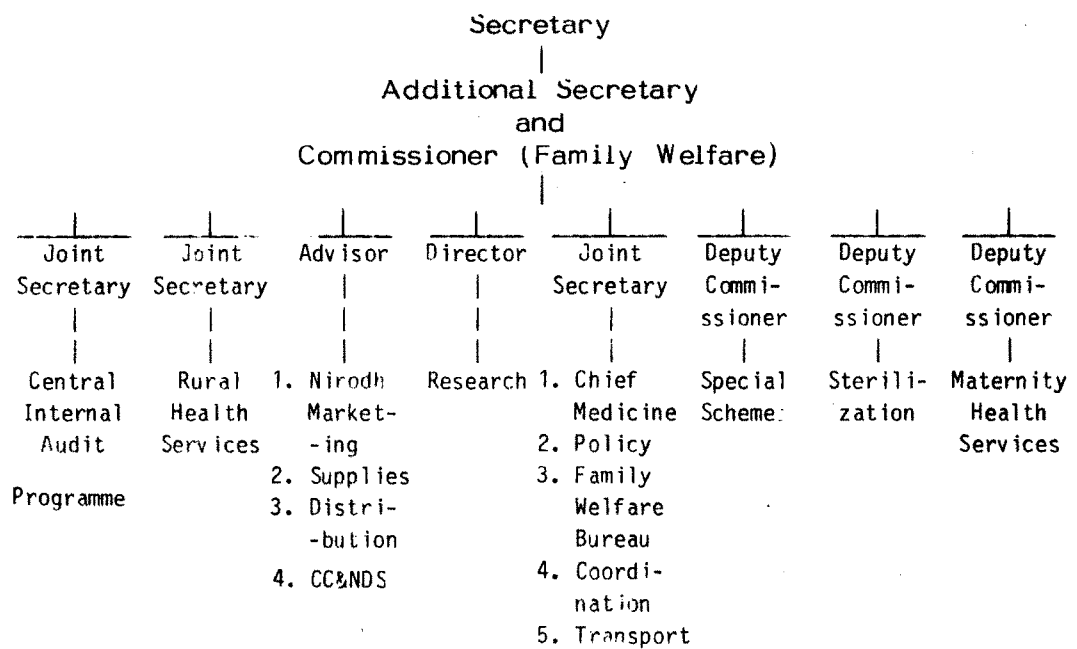 Secretary
Additional Secretary
and
Commissioner (Family Welfare)
Joint Joint Advisor Director Joint Deputy Deputy Deputy
Secretary Secretary Secretary Commi- Commi- Commi-
ssioner ssioner ssioner
Central Rural 1. Nirodh Research 1. Chief Special Sterili- Maternity
Internal Health Market- Medicine Scheme zation Health
Audit Services -ing 2. Policy Services
2. Supplies 3. Family
Programme 3. Distri- Welfare
-bution Bureau
4. CC&NDS 4. Coordi-
nation
5. Transport